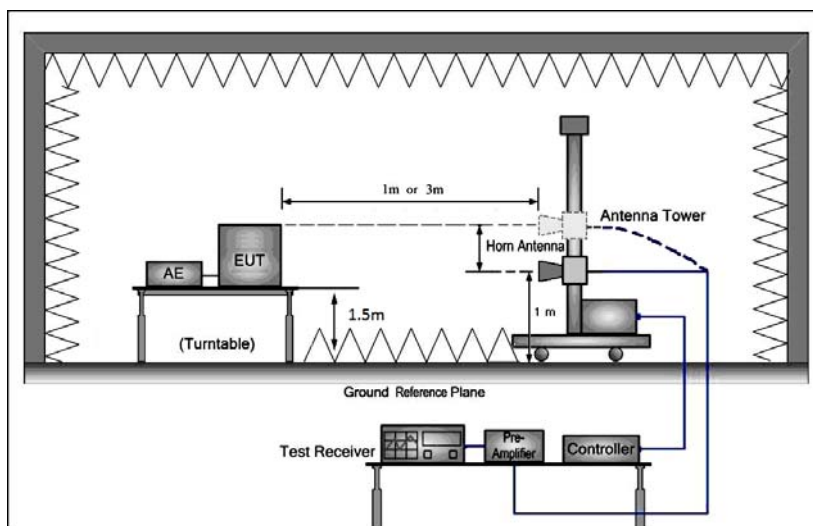 1m or 3m
Antenna Tower
Horn Antenna
EUT
AE
1.5m
1 m
(Turntable)
Ground Reference Plane
Test Receiver
Pre-
Amplifier
Controller